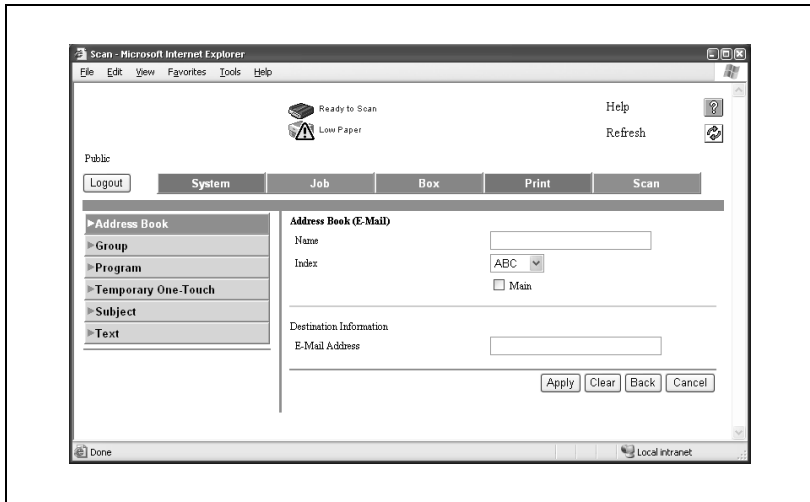 Scan - Microsoft Internet Explorer
File Edit View Favorites Tools Help
Ready to Scan
Low Paper
Help
Refresh
Public
Logout
System Job Box Print Scan
Address Book
Group
Program
Temporary One-Touch
Subject
Text
Address Book (E-Mail)
Name
Index ABC
Main
Destination Information
E-Mail Address
Apply Clear Back Cancel
Done
Local intranet